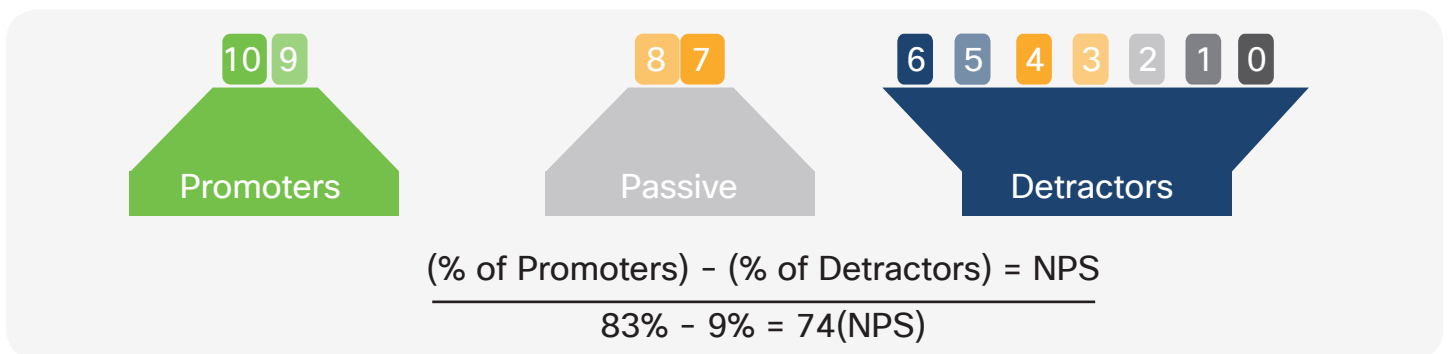 10 9 8 7 6 5 4 3 2 1 0
Promoters Passive Detractors
(% of Promoters) - (% of Detractors) = NPS
83% - 9% = 74(NPS)